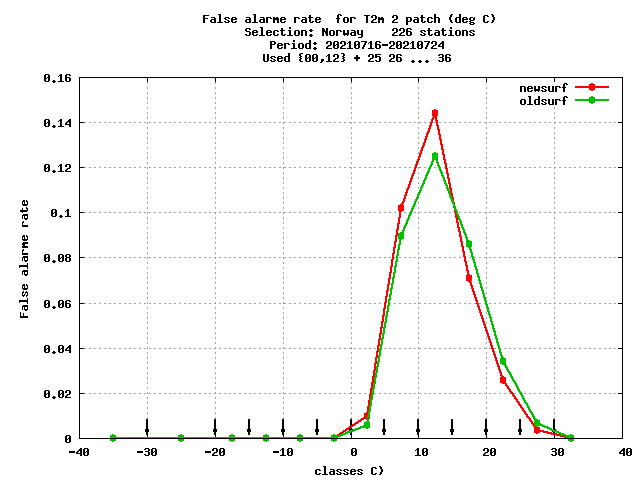 False alarme rate  for T2m 2 patch (deg C)
Selection: Norway    226 stations
Period: 20210716-20210724
Used {00,12} + 25 26 ... 36
newsurf
oldsurf
False alarme rate
0.16
0.14
0.12
0.1
0.08
0.06
0.04
0.02
0
-40 -30 -20 -10 0 10 20 30 40
classes C)